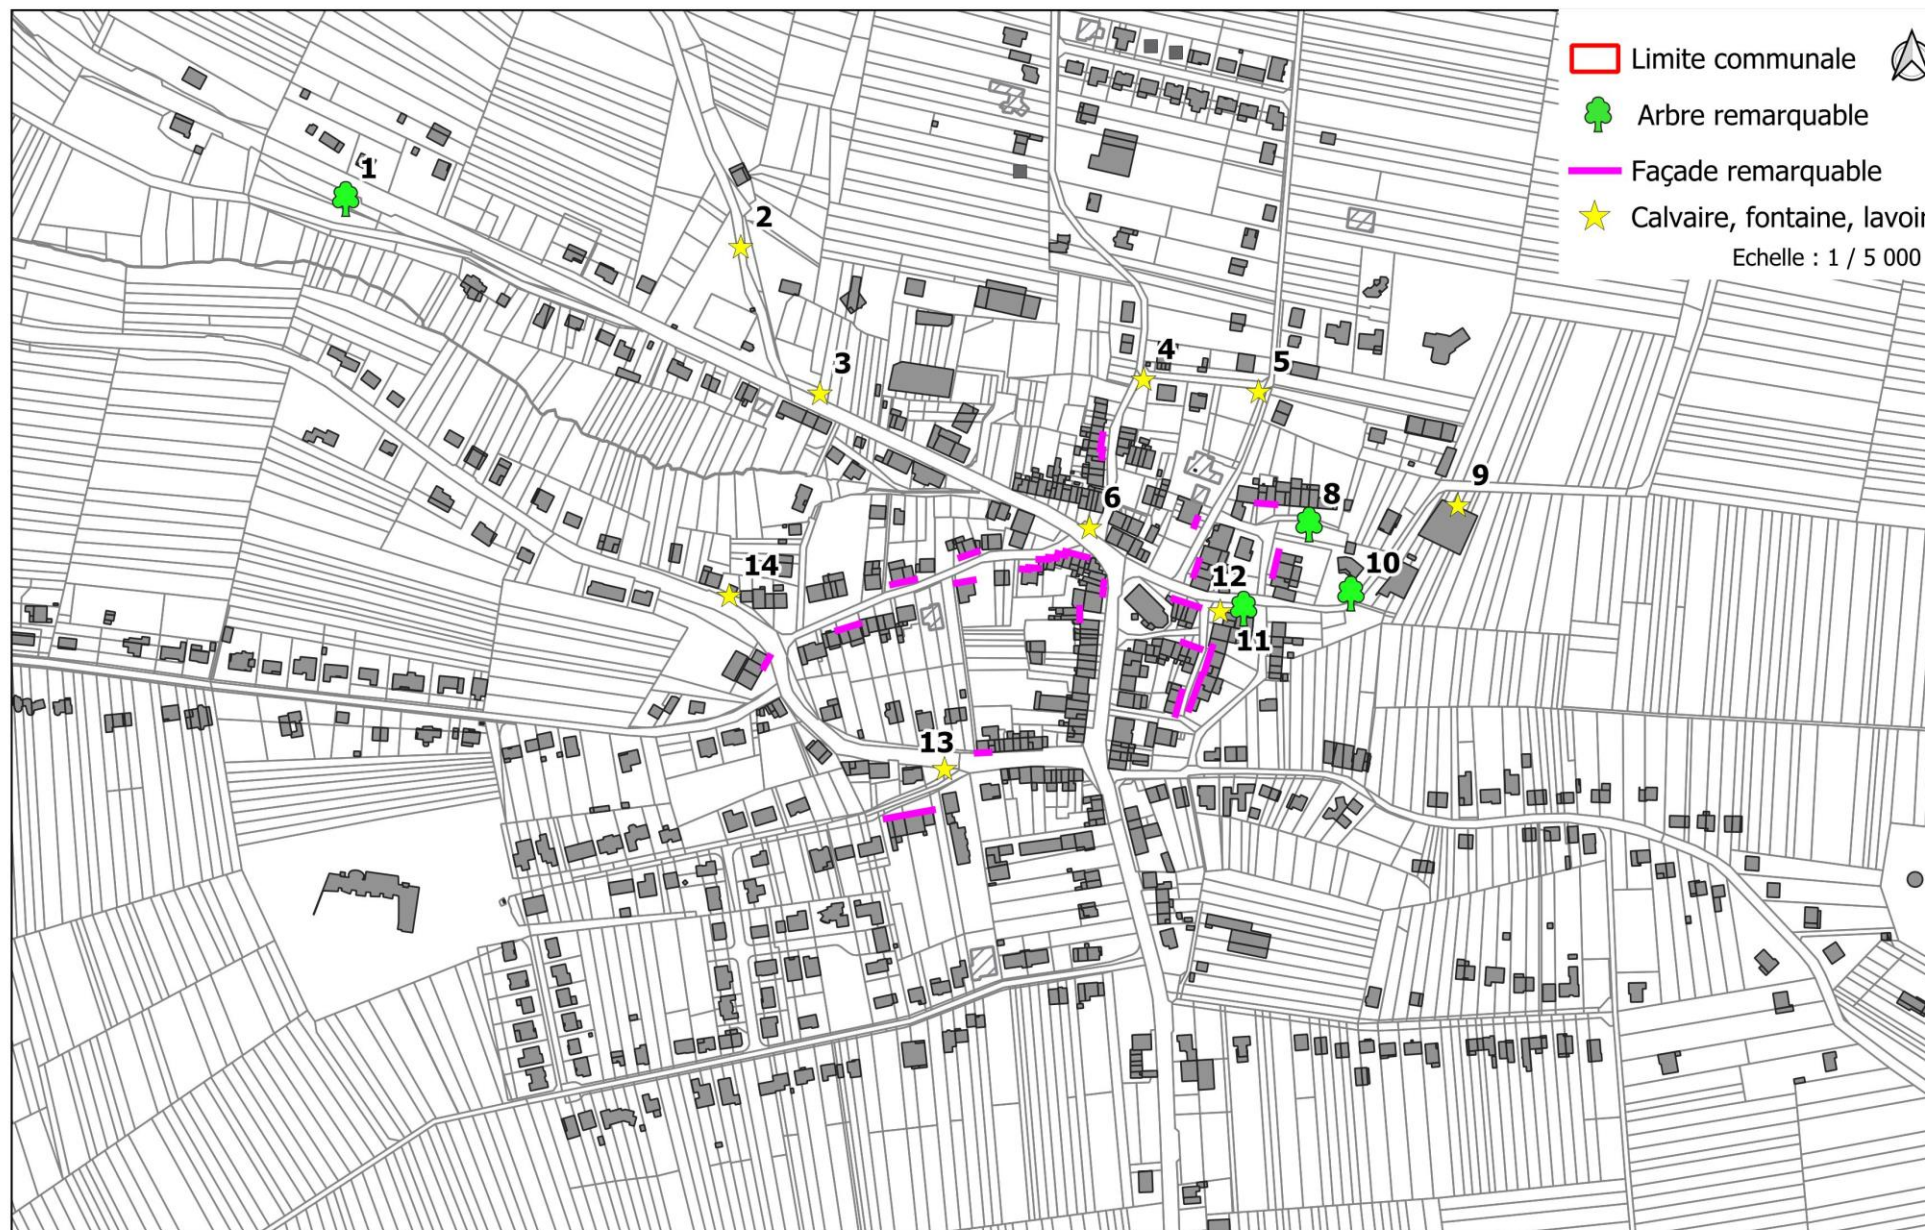 Limite communale
Arbre remarquable
Façade remarquable
Calvaire, fontaine, lavoir
Echelle : 1 / 5 000
1
2
3
4
5
6
8
9
10
12
11
14
13